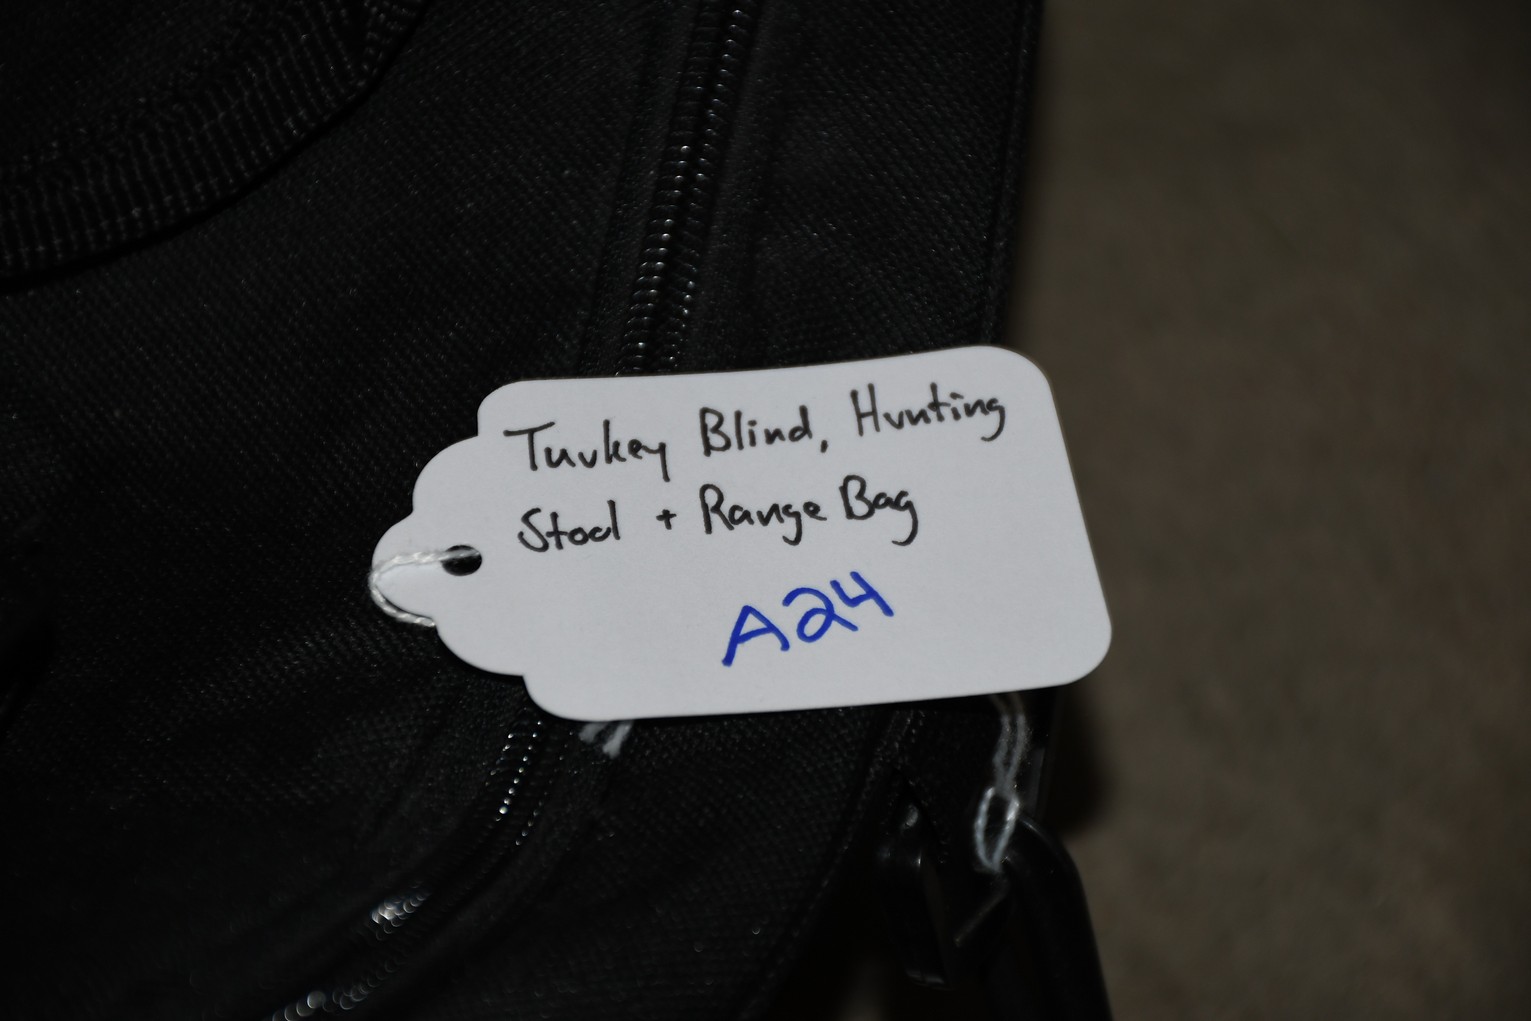 Turkey Blind, Hunting
Stool + Range Bag
A24